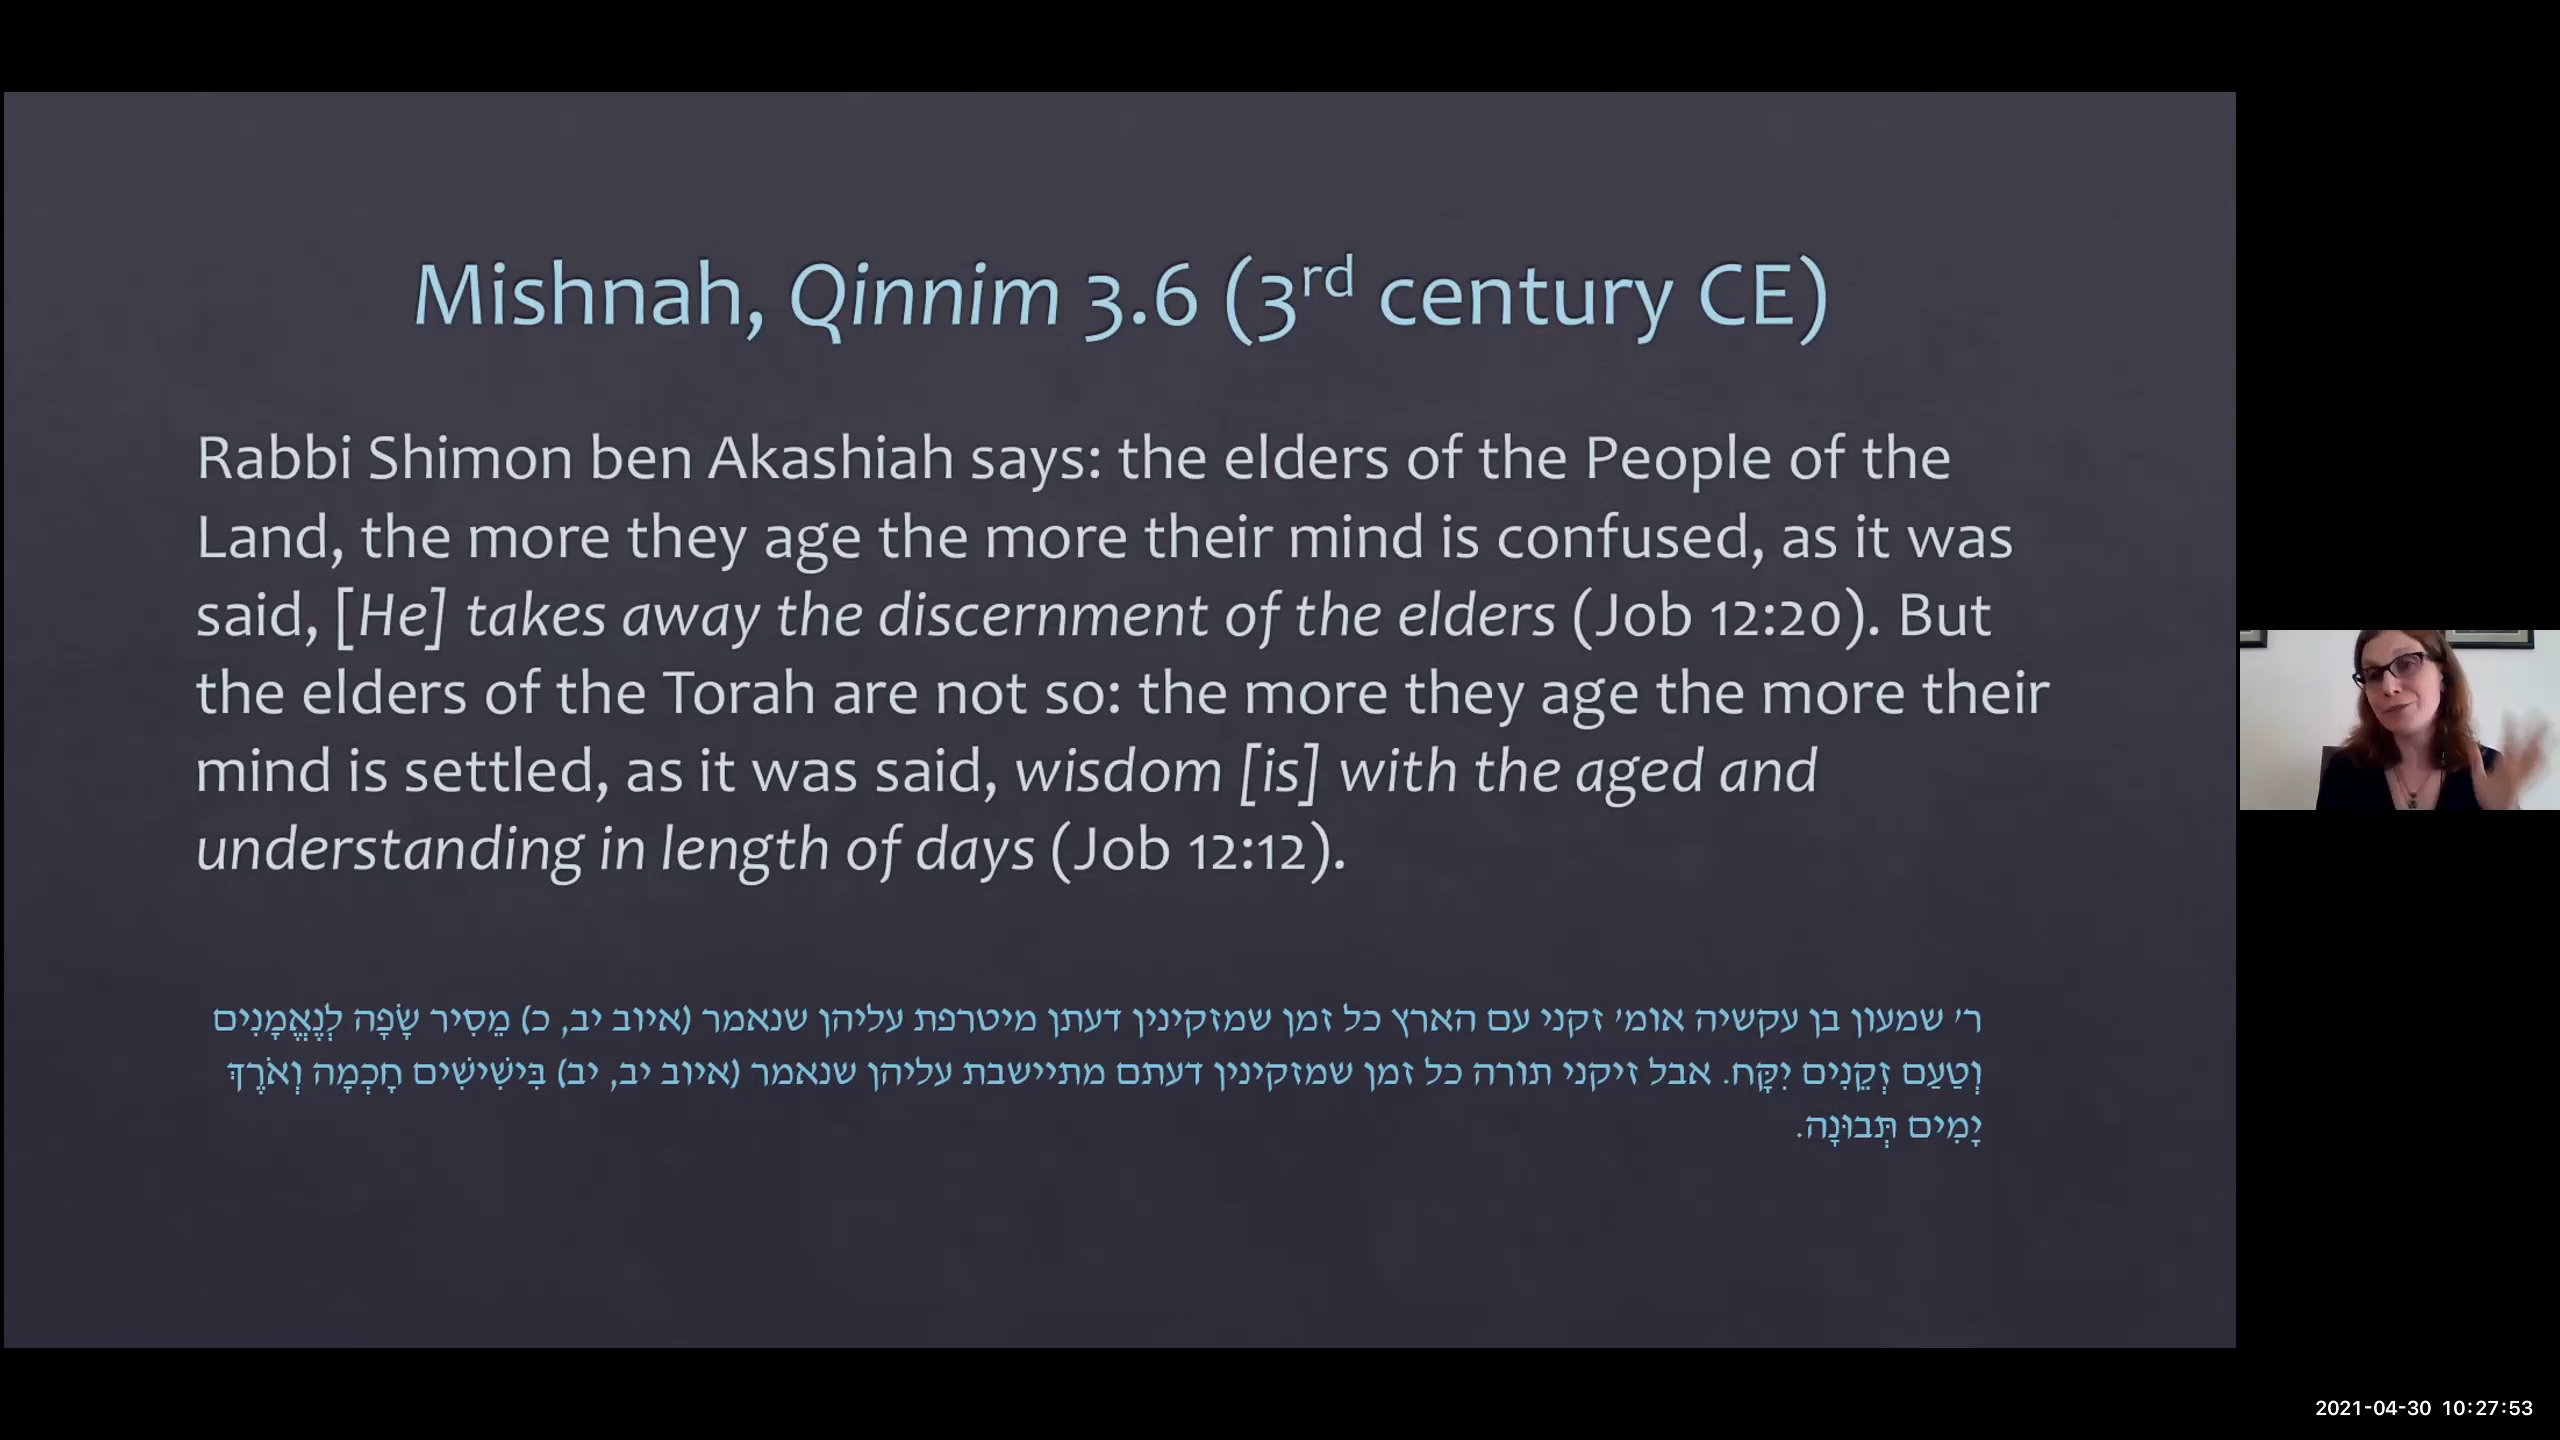 Mishnah, Qinnim 3.6 (3rd century CE)
Rabbi Shimon ben Akashiah says: the elders of the People of the
Land, the more they age the more their mind is confused, as it was
said, [He] takes away the discernment of the elders (Job 12:20). But
the elders of the Torah are not so: the more they age the more their
mind is settled, as it was said, wisdom [is] with the aged and
understanding in length of days (Job 12:12).
ר׳ שמעון בן עקשיה אומ׳ זקני עם הארץ כל זמן שמזקינין דעתן מיטרפת עליהן שנאמר (איוב יב, כ) מֵסִיר שָׂפָה לְנֶאֱמָנִים
וְטַעַם זְקֵנִים יִקָּח. אבל זיקני תורה כל זמן שמזקינין דעתם מתיישבת עליהן שנאמר (איוב יב, יב) בִּישִׁישִׁים חָכְמָה וְאֹרֶךְ
יָמִים תְּבוּנָה.
2021-04-30 10:27:53